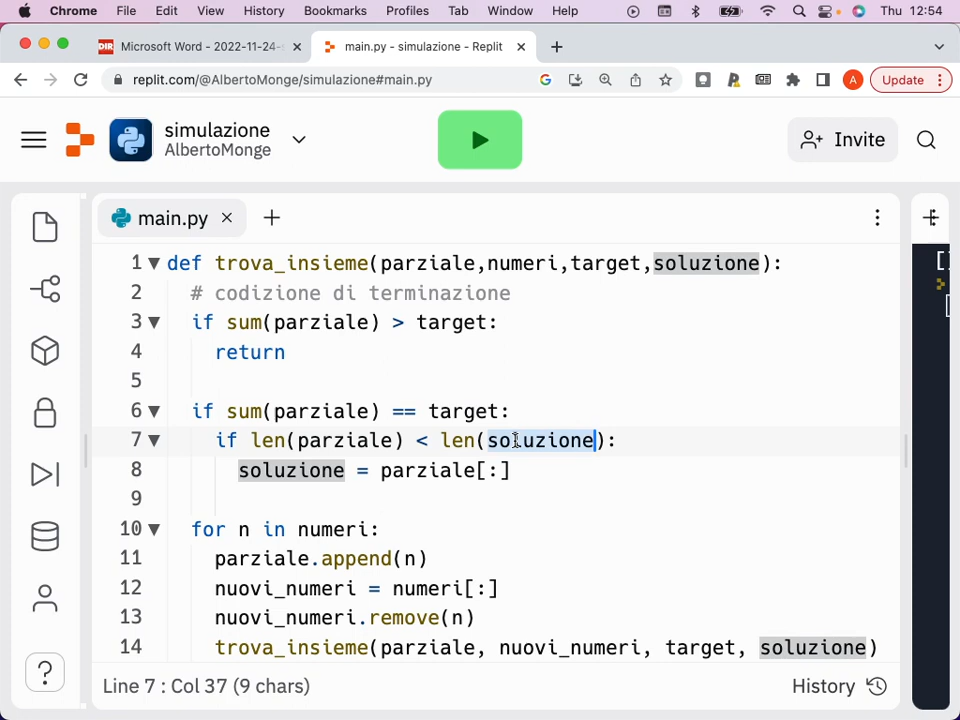 Chrome File Edit View History Bookmarks Profiles Tab Window Help Thu 12:54
DIR Microsoft Word - 2022-11-24- main.py - simulazione - Replit
replit.com/@AlbertoMonge/simulazione#main.py A Update
simulazione
AlbertoMonge
Invite
main.py
1 def trova_insieme(parziale,numeri,target,soluzione):
2 # codizione di terminazione
3 if sum(parziale) > target:
4 return
5
6 if sum(parziale) == target:
7 if len(parziale) < len(soluzione):
8 soluzione = parziale[:]
9
10 for n in numeri:
11 parziale.append(n)
12 nuovi_numeri = numeri[:]
13 nuovi_numeri.remove(n)
14 trova_insieme(parziale, nuovi_numeri, target, soluzione)
[]
?
Line 7 : Col 37 (9 chars) History